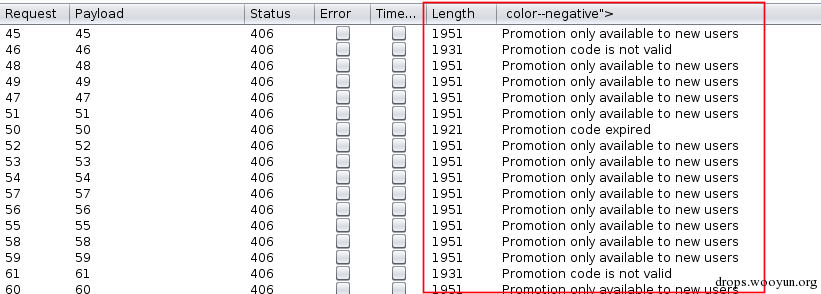 Request Payload Status Error Time... Length color--negative">
45 45 406 1951 Promotion only available to new users
46 46 406 1931 Promotion code is not valid
48 48 406 1951 Promotion only available to new users
49 49 406 1951 Promotion only available to new users
47 47 406 1951 Promotion only available to new users
51 51 406 1951 Promotion only available to new users
50 50 406 1921 Promotion code expired
52 52 406 1951 Promotion only available to new users
53 53 406 1951 Promotion only available to new users
54 54 406 1951 Promotion only available to new users
57 57 406 1951 Promotion only available to new users
56 56 406 1951 Promotion only available to new users
55 55 406 1951 Promotion only available to new users
58 58 406 1951 Promotion only available to new users
59 59 406 1951 Promotion only available to new users
61 61 406 1931 Promotion code is not valid
60 60 406 1951 Promotion only available to new users
drops.wooyun.org